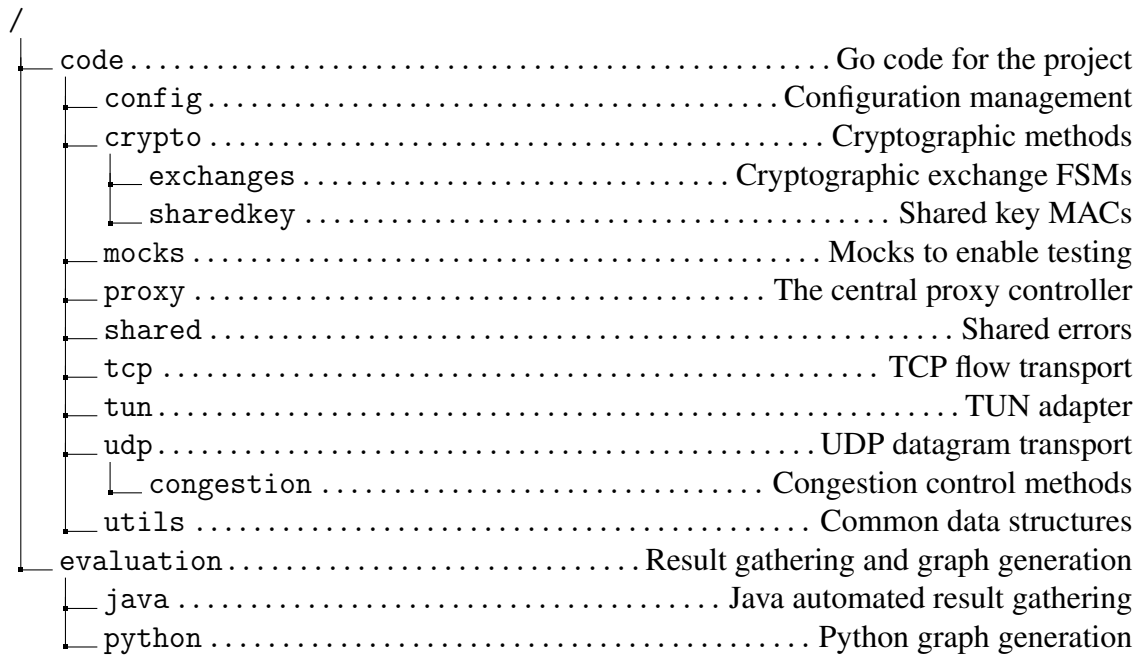 /
code Go code for the project
config Configuration management
crypto Cryptographic methods
exchanges Cryptographic exchange FSMs
sharedkey Shared key MACs
mocks Mocks to enable testing
proxy The central proxy controller
shared Shared errors
tcp TCP flow transport
tun TUN adapter
udp UDP datagram transport
congestion Congestion control methods
utils Common data structures
evaluation Result gathering and graph generation
java Java automated result gathering
python Python graph generation